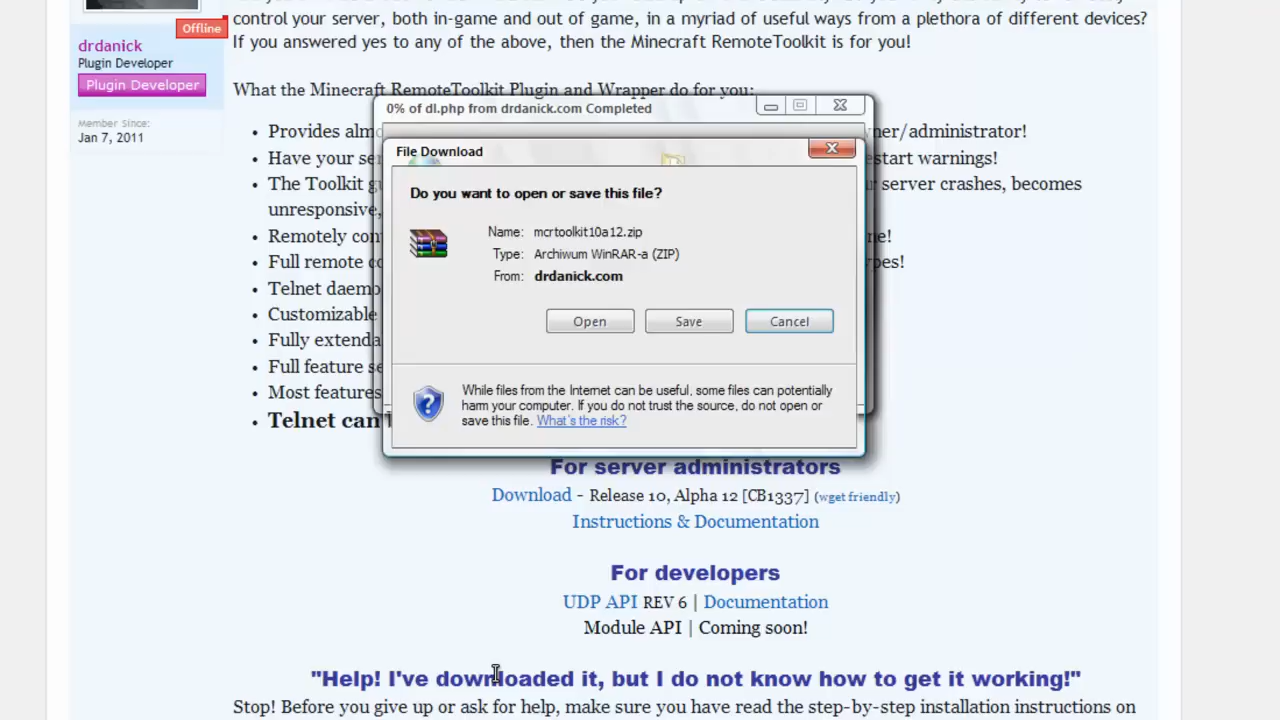 control your server, both in-game and out of game, in a myriad of useful ways from a plethora of different devices?
If you answered yes to any of the above, then the Minecraft RemoteToolkit is for you!
Offline
drdanick
Plugin Developer
Plugin Developer
Member Since:
Jan 7, 2011
What the Minecraft RemoteToolkit Plugin and Wrapper do for you:
0% of dl.php from drdanick.com Completed
• Provides
ner/administrator!
• Have your
restart warnings!
• The Toolkit
server crashes, becomes
unresponsive,
• Remotely
• Full remote
• Telnet
• Customizable
• Fully
• Full feature
• Most features
• Telnet can
File Download
Do you want to open or save this file?
Name: mcrtoolkit10a12.zip
Type: Archiwum WinRAR-a (ZIP)
From: drdanick.com
Open Save Cancel
While files from the Internet can be useful, some files can potentially
harm your computer. If you do not trust the source, do not open or
save this file. What's the risk?
For server administrators
Download - Release 10, Alpha 12 [CB1337] (wget friendly)
Instructions & Documentation
For developers
UDP API REV 6 | Documentation
Module API | Coming soon!
"Help! I've downloaded it, but I do not know how to get it working!"
Stop! Before you give up or ask for help, make sure you have read the step-by-step installation instructions on